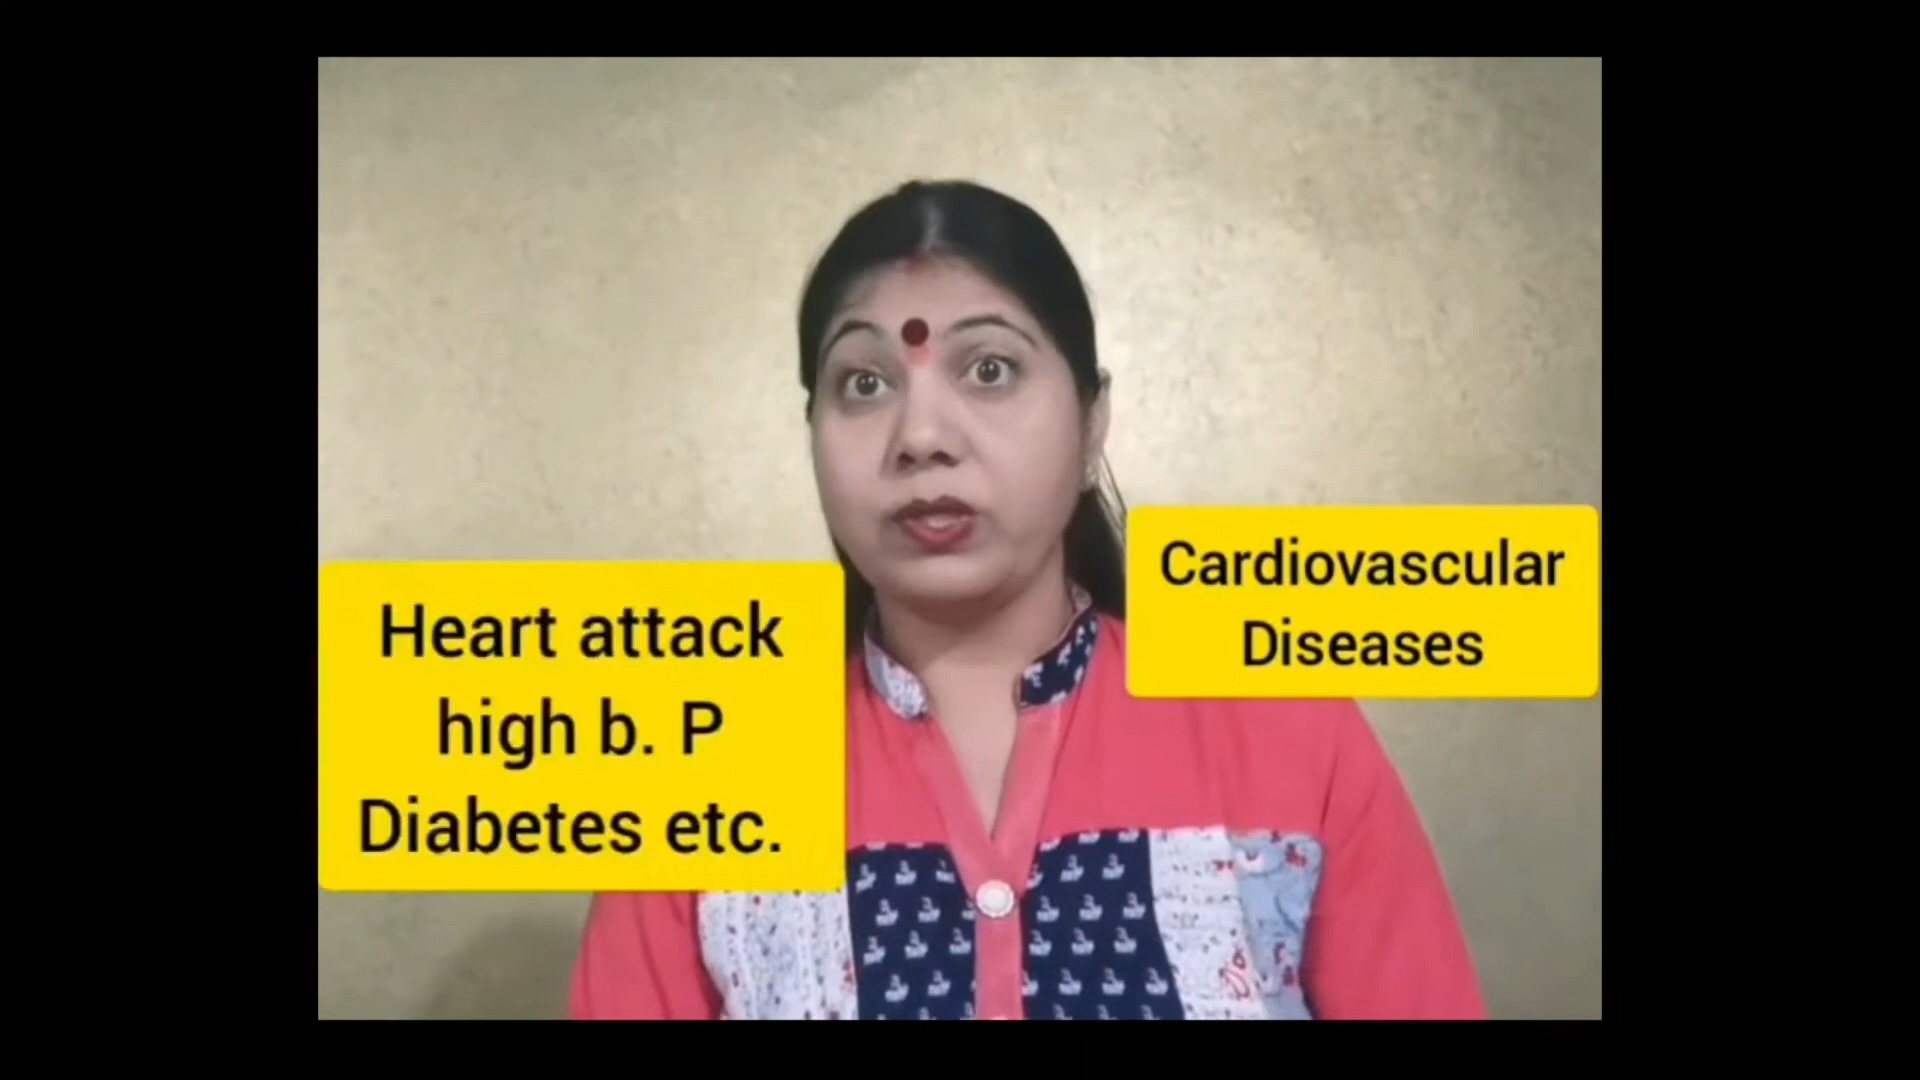 Heart attack
high b. P
Diabetes etc.
Cardiovascular
Diseases